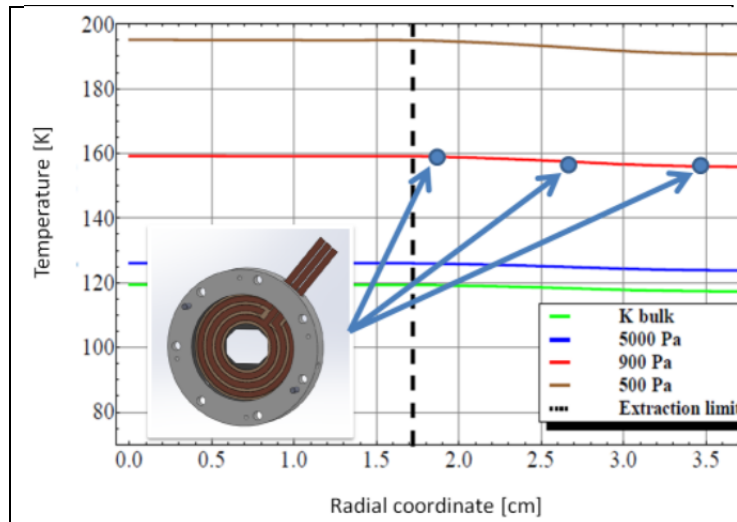 200
180
160
140
120
100
80
Temperature [K]
K bulk
5000 Pa
900 Pa
500 Pa
Extraction limit
0.0 0.5 1.0 1.5 2.0 2.5 3.0 3.5
Radial coordinate [cm]